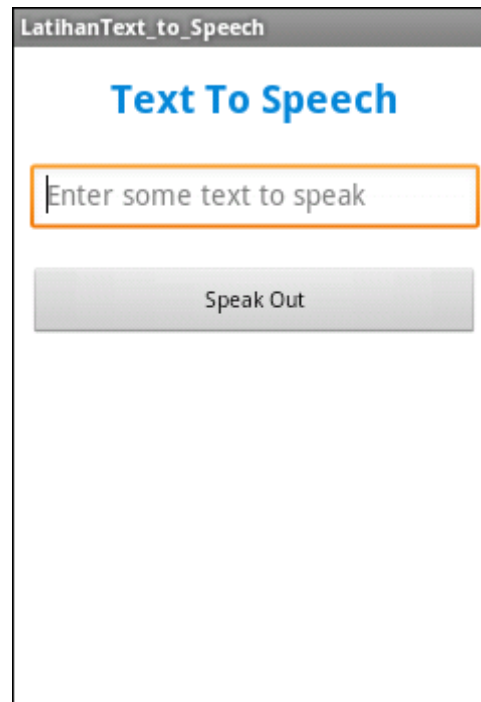 LatihanText_to_Speech
Text To Speech
Enter some text to speak
Speak Out